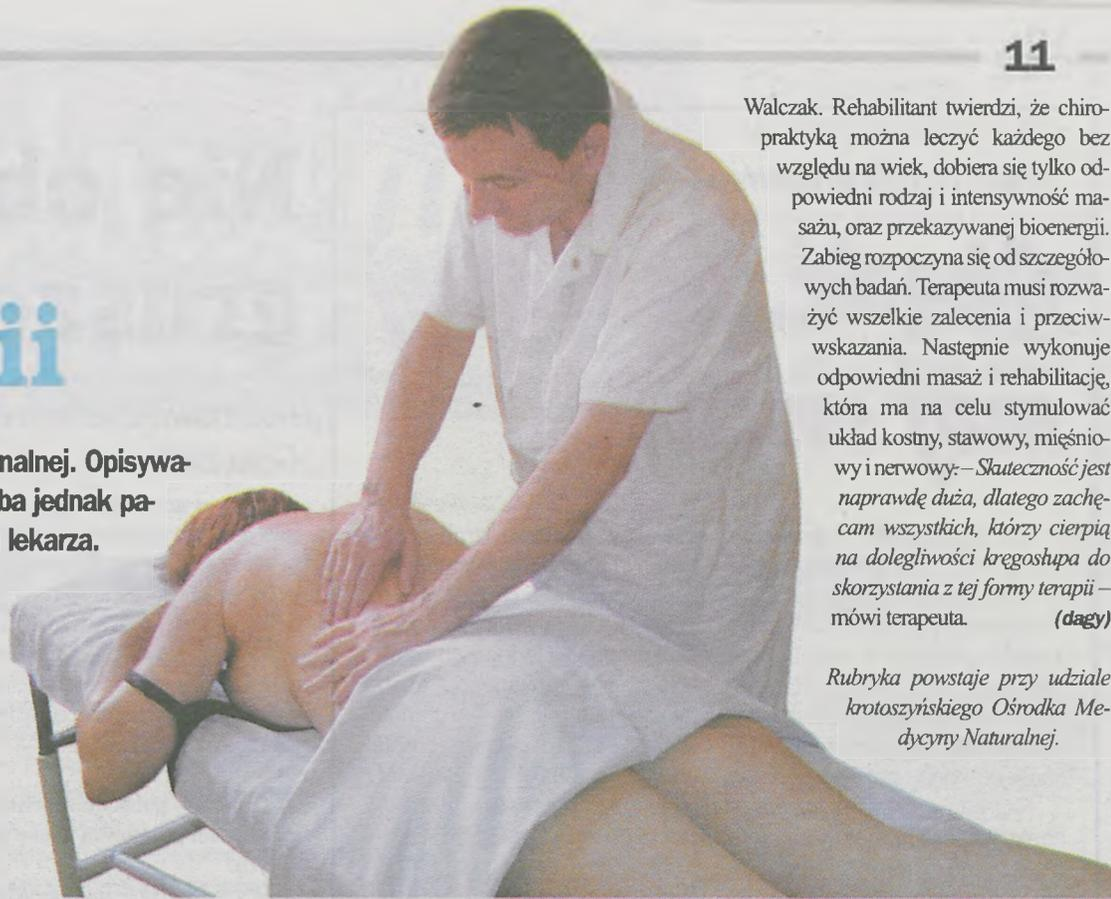 11
ii
nalnej. Opisywa-
ba jednak pa-
lekarza.
Walczak. Rehabilitant twierdzi, że chiro-
praktyką można leczyć każdego bez
względu na wiek, dobiera się tylko od-
powiedni rodzaj i intensywność ma-
sażu, oraz przekazywanej bioenergii.
Zabieg rozpoczyna się od szczegóło-
wych badań. Terapeuta musi rozwa-
żyć wszelkie zalecenia i przeciw-
wskazania. Następnie wykonuje
odpowiedni masaż i rehabilitację,
która ma na celu stymulować
układ kostny, stawowy, mięśnio-
wy i nerwowy. – Skuteczność jest
naprawdę duża, dlatego zachę-
cam wszystkich, którzy cierpią
na dolegliwości kręgosłupa do
skorzystania z tej formy terapii –
mówi terapeuta. (dagy)
Rubryka powstaje przy udziale
krotoszyńskiego Ośrodka Me-
dycyny Naturalnej.